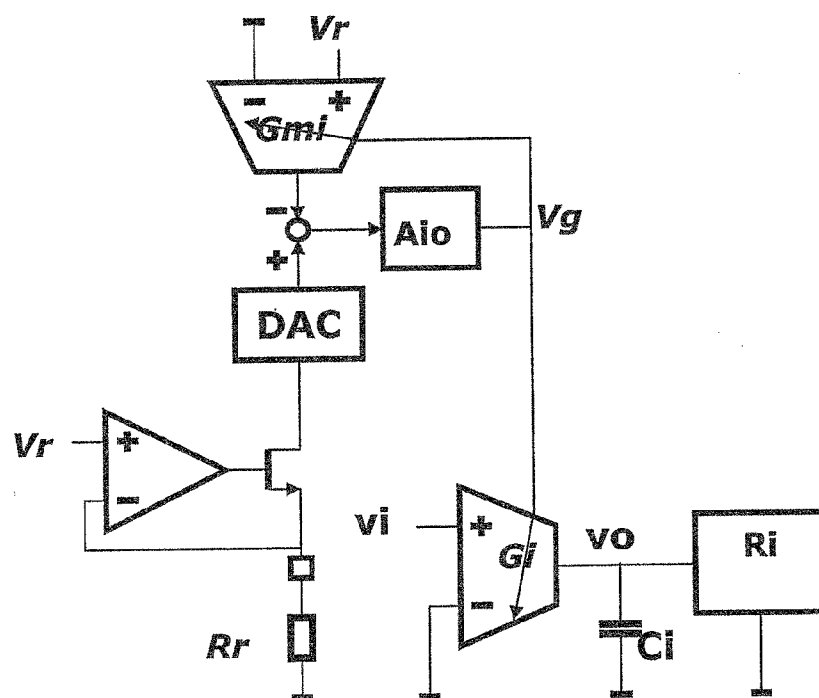 Vr
− +
Gmi
−
Aio
Vg
+
DAC
Vr
+
−
vi
+
Gi
−
vo
Ri
Ci
Rr